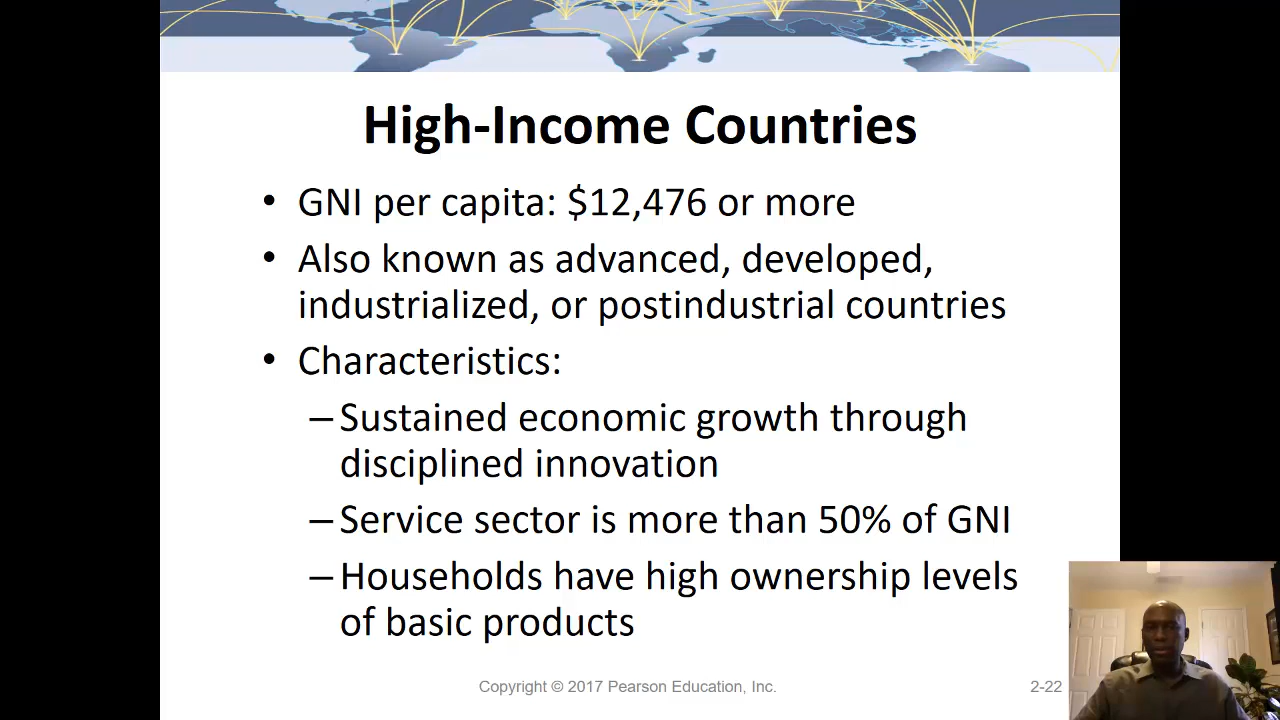 High-Income Countries
• GNI per capita: $12,476 or more
• Also known as advanced, developed,
industrialized, or postindustrial countries
• Characteristics:
–Sustained economic growth through
disciplined innovation
–Service sector is more than 50% of GNI
–Households have high ownership levels
of basic products
Copyright © 2017 Pearson Education, Inc.
2-22